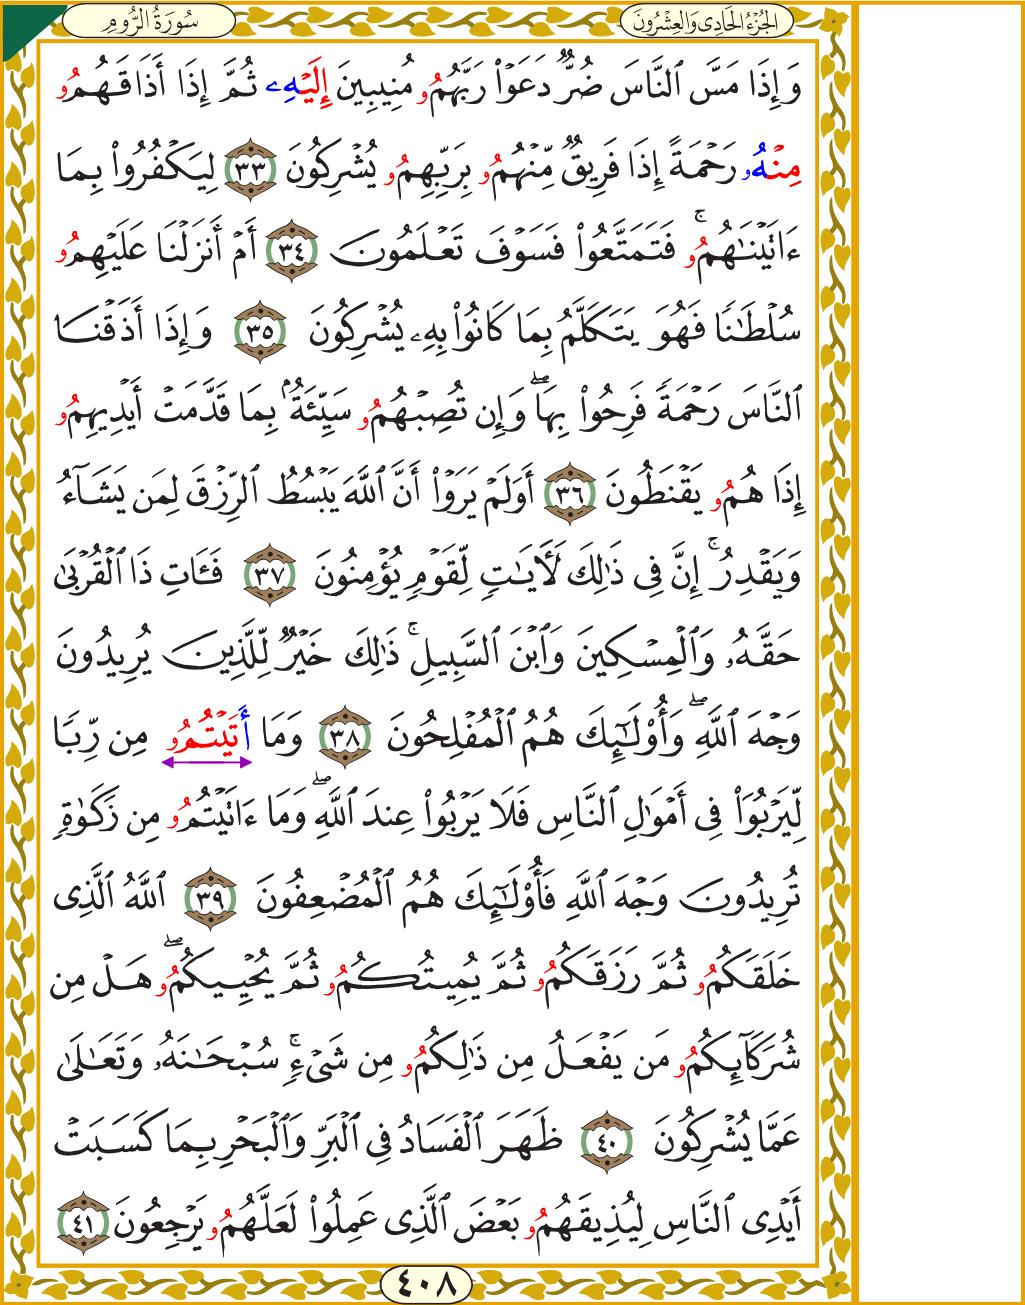 الجُزْءُ الحَادِى وَالعِشْرُونَ
سُورَةُ الرُّومِ
وَإِذَا مَسَّ ٱلنَّاسَ ضُرٌّ دَعَوْا۟ رَبَّهُمُۥ مُنِيبِينَ إِلَيْهِۦ ثُمَّ إِذَا أَذَاقَهُمُۥ
مِنْهُۥ رَحْمَةً إِذَا فَرِيقٌ مِّنْهُمُۥ بِرَبِّهِمُۥ يُشْرِكُونَ ٣٣ لِيَكْفُرُوا۟ بِمَا
ءَاتَيْنَٰهُمُۥۚ فَتَمَتَّعُوا۟ فَسَوْفَ تَعْلَمُونَ ٣٤ أَمْ أَنزَلْنَا عَلَيْهِمُۥ
سُلْطَٰنًا فَهُوَ يَتَكَلَّمُ بِمَا كَانُوا۟ بِهِۦ يُشْرِكُونَ ٣٥ وَإِذَا أَذَقْنَا
ٱلنَّاسَ رَحْمَةً فَرِحُوا۟ بِهَاۖ وَإِن تُصِبْهُمُۥ سَيِّئَةُۢ بِمَا قَدَّمَتْ أَيْدِيهِمُۥ
إِذَا هُمُۥ يَقْنَطُونَ ٣٦ أَوَلَمْ يَرَوْا۟ أَنَّ ٱللَّهَ يَبْسُطُ ٱلرِّزْقَ لِمَن يَشَآءُ
وَيَقْدِرُۚ إِنَّ فِى ذَٰلِكَ لَأٓيَٰتٍ لِّقَوْمٍ يُؤْمِنُونَ ٣٧ فَـَٔاتِ ذَا ٱلْقُرْبَىٰ
حَقَّهُۥ وَٱلْمِسْكِينَ وَٱبْنَ ٱلسَّبِيلِۚ ذَٰلِكَ خَيْرٌ لِّلَّذِينَ يُرِيدُونَ
وَجْهَ ٱللَّهِۖ وَأُو۟لَٰٓئِكَ هُمُ ٱلْمُفْلِحُونَ ٣٨ وَمَا أَتَيْتُمُۥ مِن رِّبًا
لِّيَرْبُوَا۟ فِى أَمْوَٰلِ ٱلنَّاسِ فَلَا يَرْبُوا۟ عِندَ ٱللَّهِۖ وَمَا ءَاتَيْتُمُۥ مِن زَكَوٰةٍ
تُرِيدُونَ وَجْهَ ٱللَّهِ فَأُو۟لَٰٓئِكَ هُمُ ٱلْمُضْعِفُونَ ٣٩ ٱللَّهُ ٱلَّذِى
خَلَقَكُمُۥ ثُمَّ رَزَقَكُمُۥ ثُمَّ يُمِيتُكُمُۥ ثُمَّ يُحْيِيكُمُۥۖ هَلْ مِن
شُرَكَآئِكُمُۥ مَن يَفْعَلُ مِن ذَٰلِكُمُۥ مِن شَىْءٍۚ سُبْحَٰنَهُۥ وَتَعَٰلَىٰ
عَمَّا يُشْرِكُونَ ٤٠ ظَهَرَ ٱلْفَسَادُ فِى ٱلْبَرِّ وَٱلْبَحْرِ بِمَا كَسَبَتْ
أَيْدِى ٱلنَّاسِ لِيُذِيقَهُمُۥ بَعْضَ ٱلَّذِى عَمِلُوا۟ لَعَلَّهُمُۥ يَرْجِعُونَ ٤١
٤٠٨